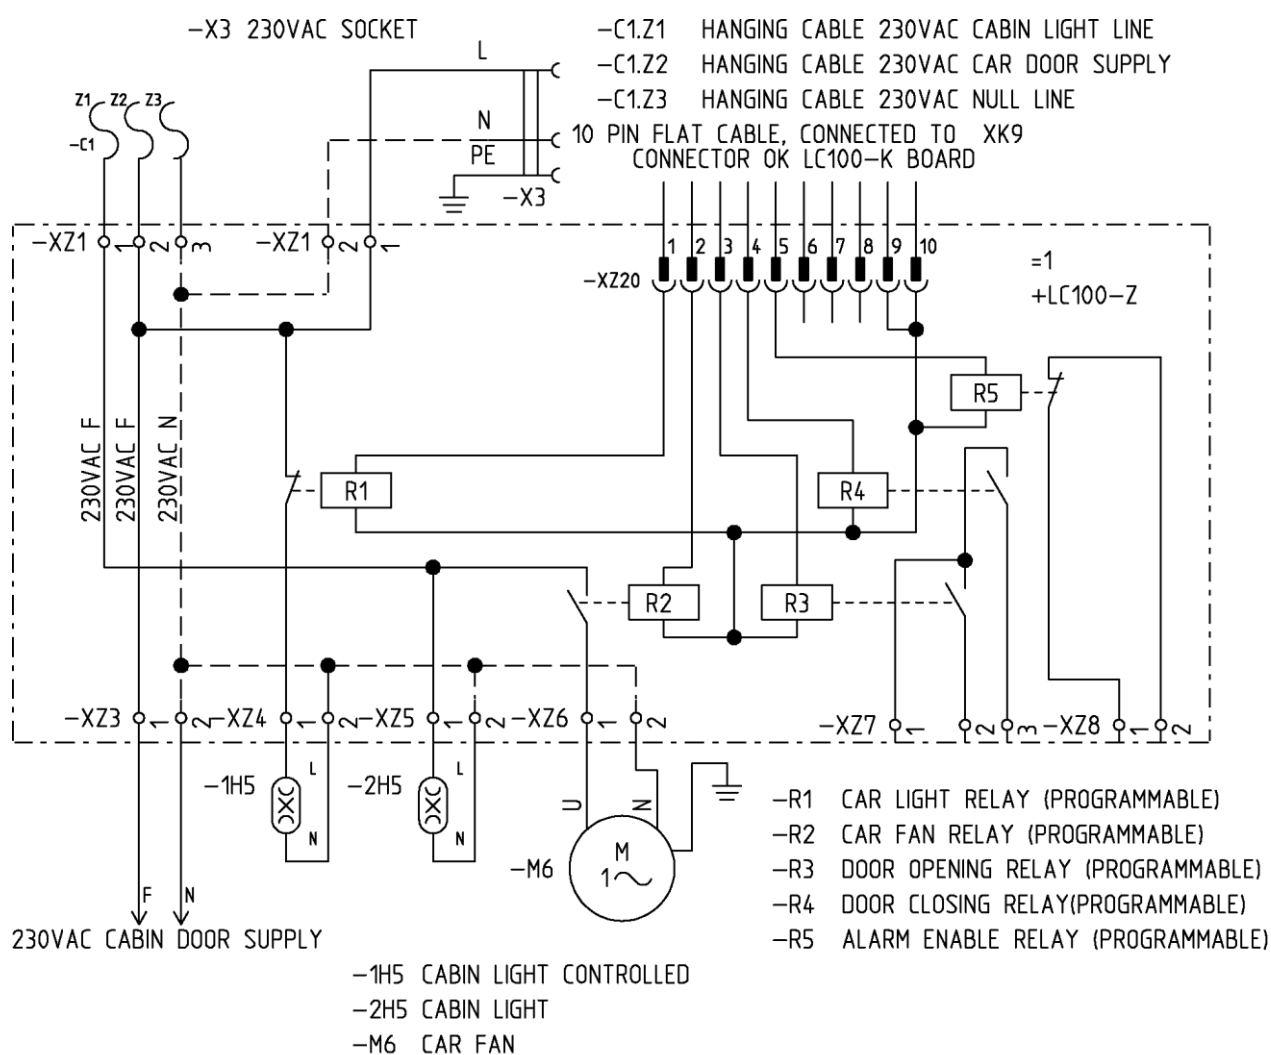 -X3 230VAC SOCKET
-C1.Z1 HANGING CABLE 230VAC CABIN LIGHT LINE
-C1.Z2 HANGING CABLE 230VAC CAR DOOR SUPPLY
-C1.Z3 HANGING CABLE 230VAC NULL LINE
10 PIN FLAT CABLE, CONNECTED TO XK9
CONNECTOR OK LC100-K BOARD
L
N
PE
-X3
Z1 Z2 Z3
-C1
-XZ1 1 2 3
-XZ1 2 1
1 2 3 4 5 6 7 8 9 10
-XZ20
=1
+LC100-Z
230VAC F
230VAC F
230VAC N
R5
R1
R4
R2
R3
-XZ3 1 2
-XZ4 1 2
-XZ5 1 2
-XZ6 1 2
-XZ7 1 2 3
-XZ8 1 2
-1H5
L
N
-2H5
L
N
U
N
-M6
M
1
F
N
230VAC CABIN DOOR SUPPLY
-R1 CAR LIGHT RELAY (PROGRAMMABLE)
-R2 CAR FAN RELAY (PROGRAMMABLE)
-R3 DOOR OPENING RELAY (PROGRAMMABLE)
-R4 DOOR CLOSING RELAY(PROGRAMMABLE)
-R5 ALARM ENABLE RELAY (PROGRAMMABLE)
-1H5 CABIN LIGHT CONTROLLED
-2H5 CABIN LIGHT
-M6 CAR FAN